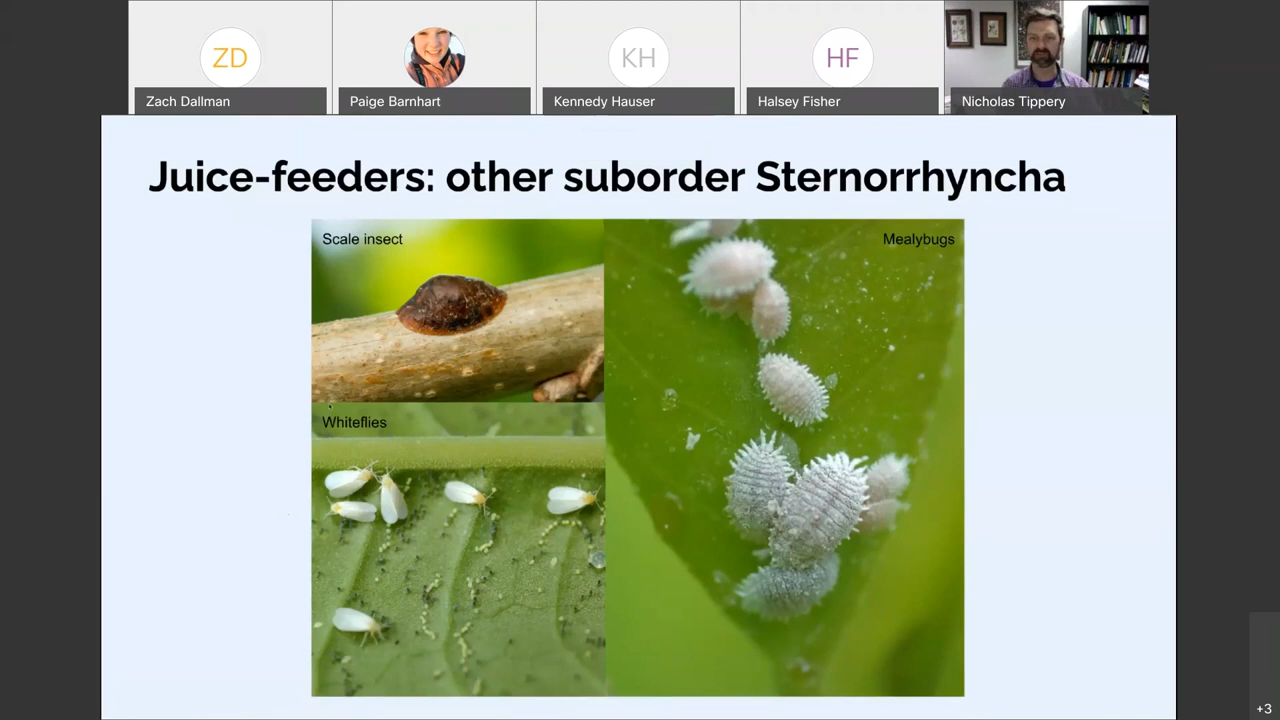 ZD
KH
HF
Zach Dallman
Paige Barnhart
Kennedy Hauser
Halsey Fisher
Nicholas Tippery
Juice-feeders: other suborder Sternorrhyncha
Scale insect
Mealybugs
Whiteflies
+3